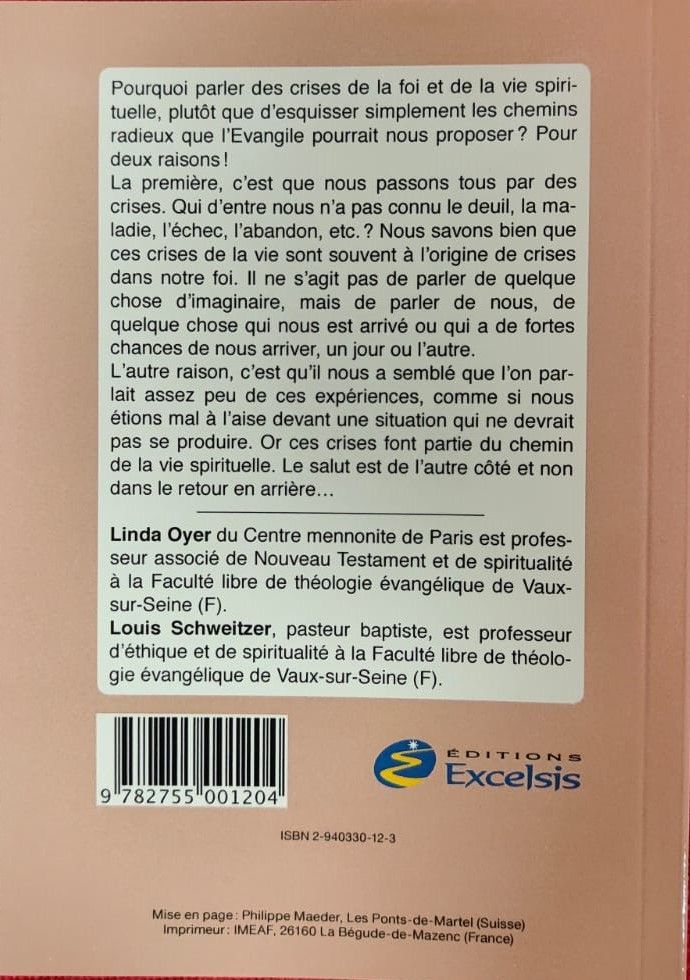 Pourquoi parler des crises de la foi et de la vie spiri-
tuelle, plutôt que d'esquisser simplement les chemins
radieux que l'Evangile pourrait nous proposer ? Pour
deux raisons !
La première, c'est que nous passons tous par des
crises. Qui d'entre nous n'a pas connu le deuil, la ma-
ladie, l'échec, l'abandon, etc. ? Nous savons bien que
ces crises de la vie sont souvent à l'origine de crises
dans notre foi. Il ne s'agit pas de parler de quelque
chose d'imaginaire, mais de parler de nous, de
quelque chose qui nous est arrivé ou qui a de fortes
chances de nous arriver, un jour ou l'autre.
L'autre raison, c'est qu'il nous a semblé que l'on par-
lait assez peu de ces expériences, comme si nous
étions mal à l'aise devant une situation qui ne devrait
pas se produire. Or ces crises font partie du chemin
de la vie spirituelle. Le salut est de l'autre côté et non
dans le retour en arrière...
Linda Oyer du Centre mennonite de Paris est profes-
seur associé de Nouveau Testament et de spiritualité
à la Faculté libre de théologie évangélique de Vaux-
sur-Seine (F).
Louis Schweitzer, pasteur baptiste, est professeur
d'éthique et de spiritualité à la Faculté libre de théolo-
gie évangélique de Vaux-sur-Seine (F).
9 782755 001204
ÉDITIONS
Excelsis
ISBN 2-940330-12-3
Mise en page : Philippe Maeder, Les Ponts-de-Martel (Suisse)
Imprimeur : IMEAF, 26160 La Bégude-de-Mazenc (France)